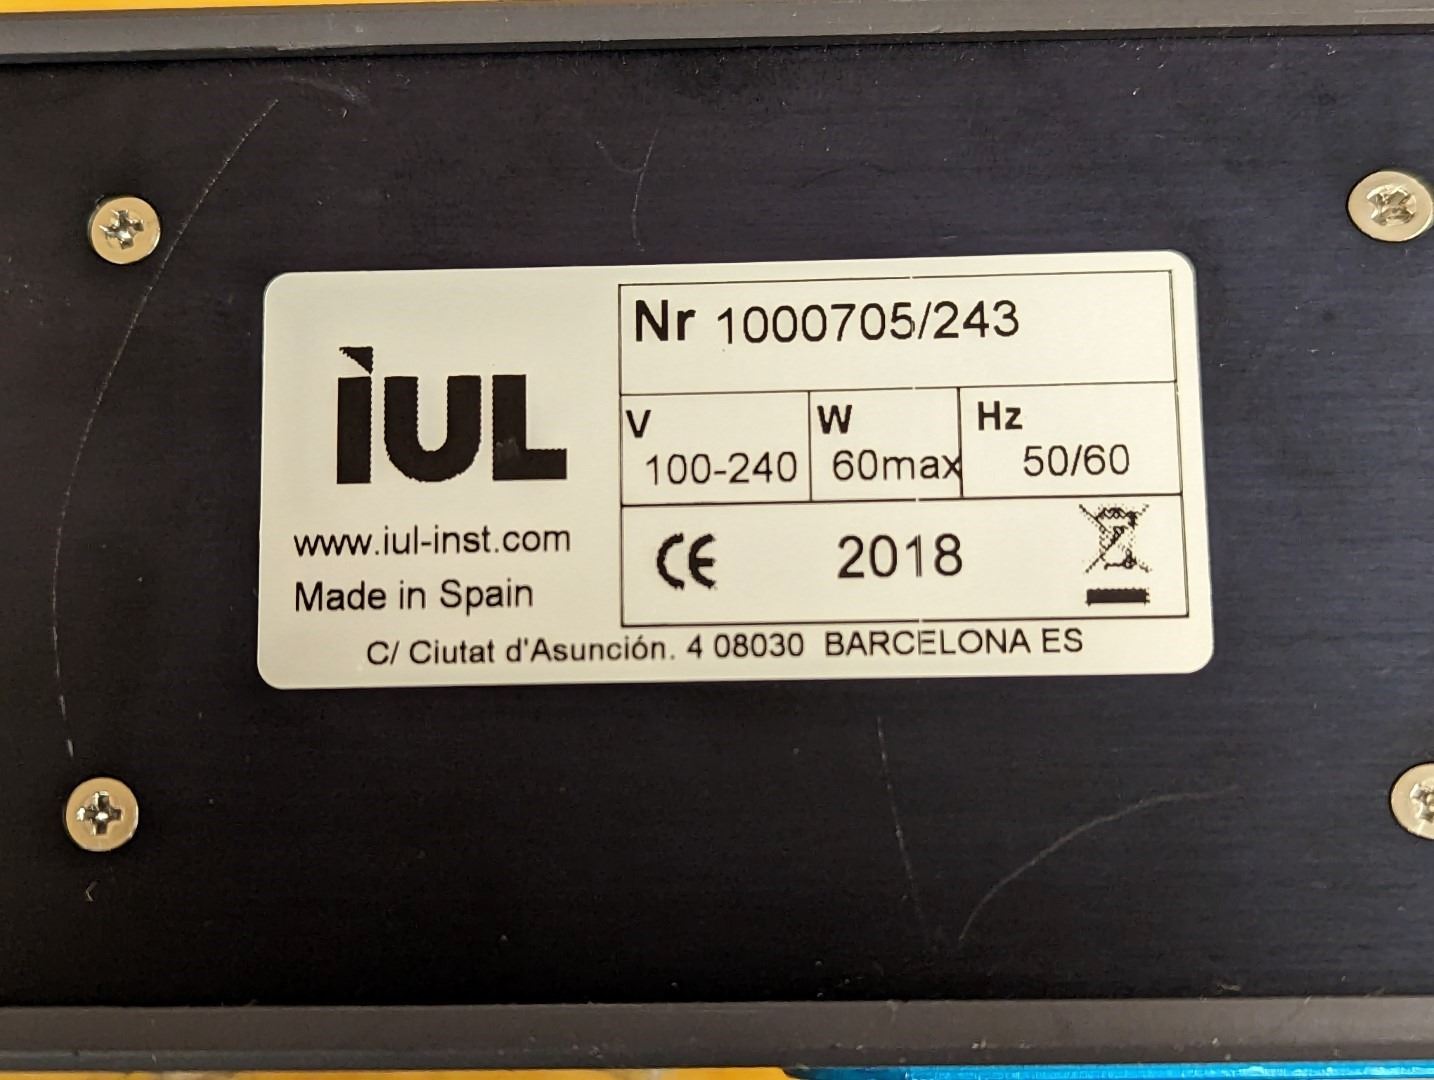 Nr 1000705/243
iUL
V W Hz
100-240 60max 50/60
www.iul-inst.com
CE 2018
Made in Spain
C/ Ciutat d'Asunción. 4 08030 BARCELONA ES